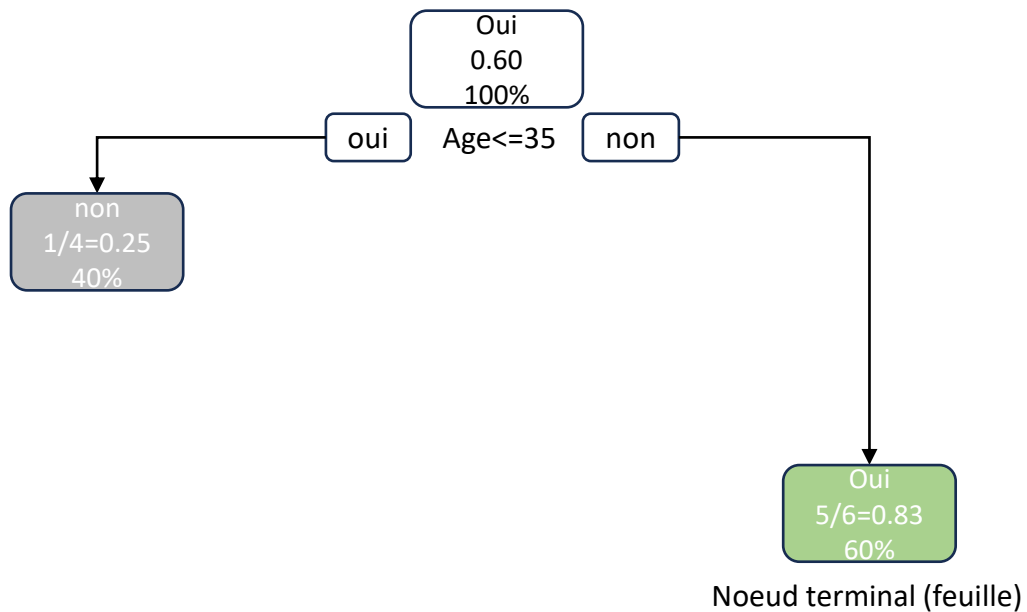 Oui
0.60
100%
oui
Age<=35
non
non
1/4=0.25
40%
Oui
5/6=0.83
60%
Noeud terminal (feuille)